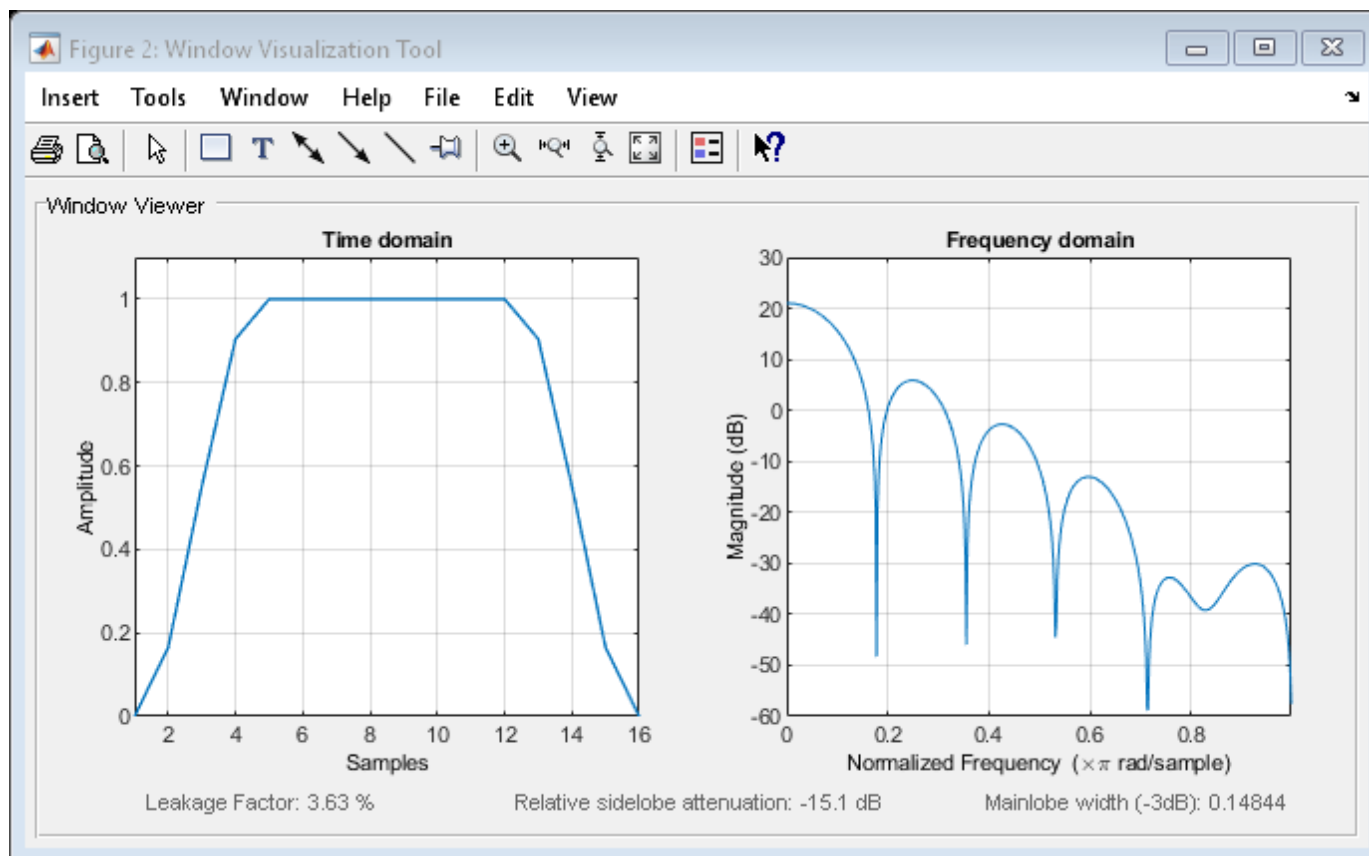 Figure 2: Window Visualization Tool
Insert Tools Window Help File Edit View
T
?
Window Viewer
Time domain
1
0.8
0.6
0.4
0.2
0
2 4 6 8 10 12 14 16
Amplitude
Samples
Frequency domain
30
20
10
0
-10
-20
-30
-40
-50
-60
0 0.2 0.4 0.6 0.8
Magnitude (dB)
Normalized Frequency (×π rad/sample)
Leakage Factor: 3.63 % Relative sidelobe attenuation: -15.1 dB Mainlobe width (-3dB): 0.14844